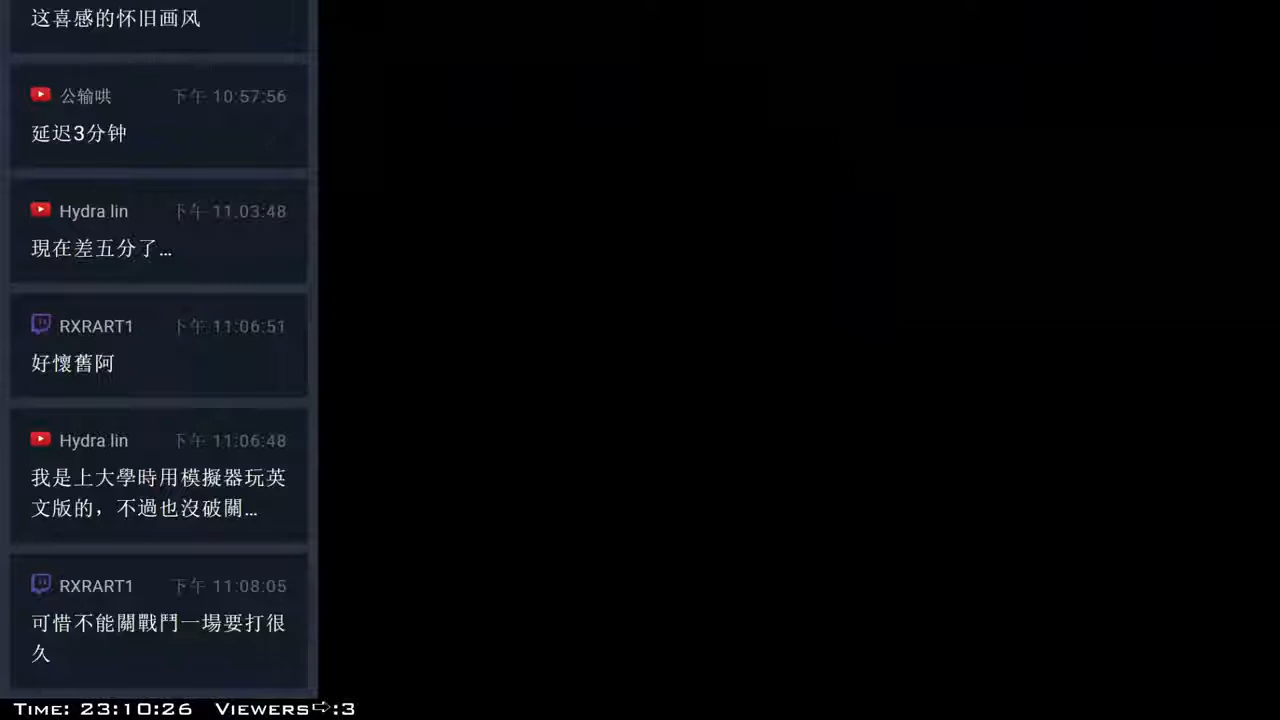 这喜感的怀旧画风
公输哄 下午 10:57:56
延迟3分钟
Hydra lin 下午 11:03:48
現在差五分了...
RXRART1 下午 11:06:51
好懷舊阿
Hydra lin 下午 11:06:48
我是上大學時用模擬器玩英
文版的，不過也沒破關...
RXRART1 下午 11:08:05
可惜不能關戰鬥一場要打很
久
Time: 23:10:26 Viewers⇨:3